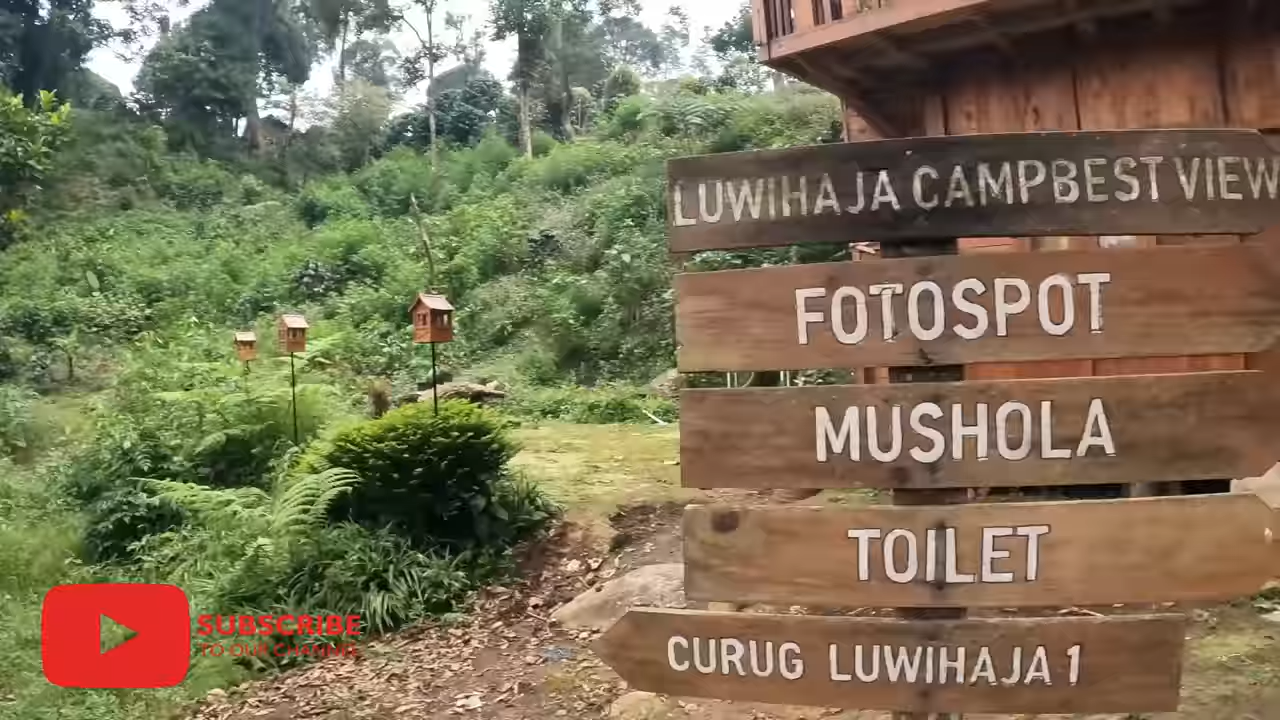 LUWIHAJA CAMPBEST VIEW
FOTOSPOT
MUSHOLA
TOILET
CURUG LUWIHAJA 1
SUBSCRIBE
TO OUR CHANNEL